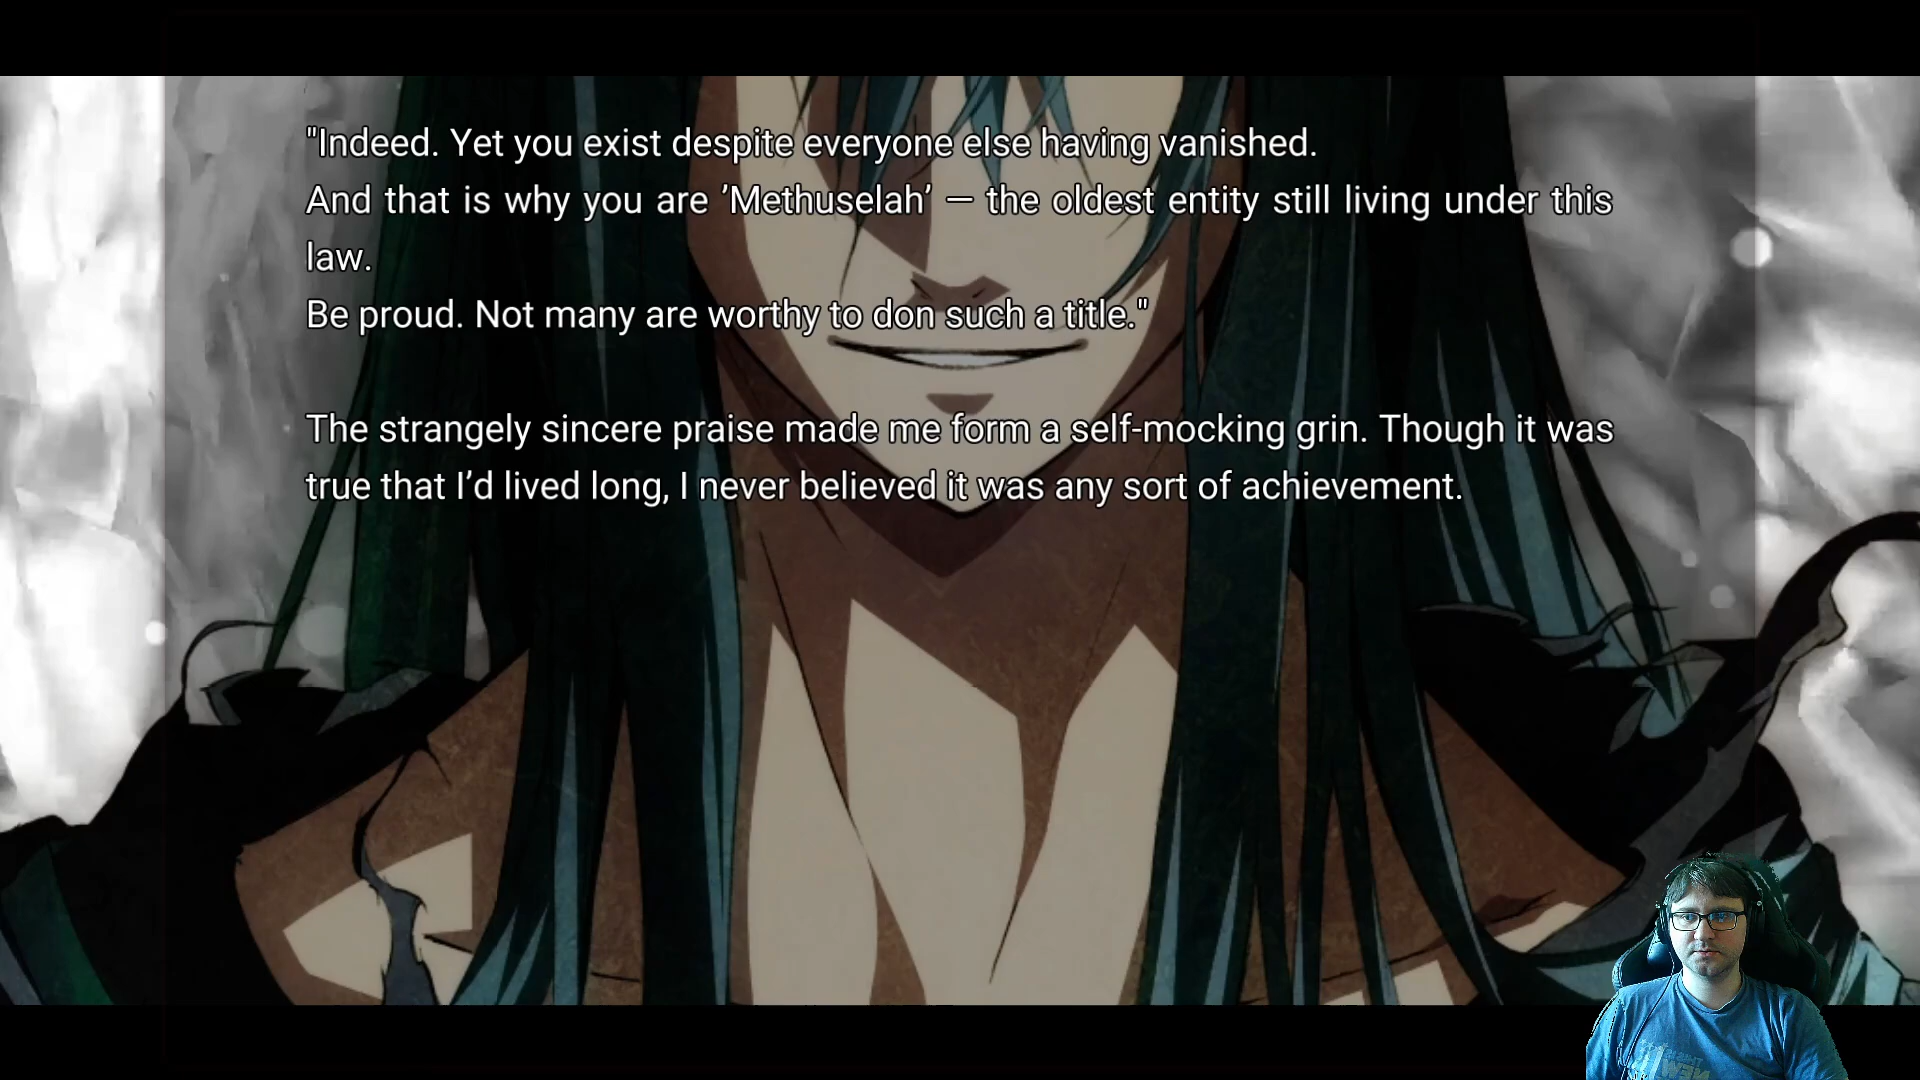 "Indeed. Yet you exist despite everyone else having vanished.
And that is why you are ’Methuselah’ — the oldest entity still living under this
law.
Be proud. Not many are worthy to don such a title."
The strangely sincere praise made me form a self-mocking grin. Though it was
true that I’d lived long, I never believed it was any sort of achievement.